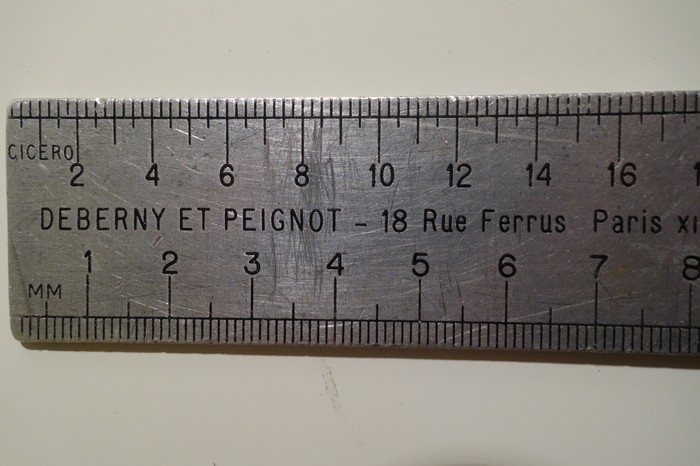 CICERO
2 4 6 8 10 12 14 16
DEBERNY ET PEIGNOT - 18 Rue Ferrus Paris
1 2 3 4 5 6 7 8
MM